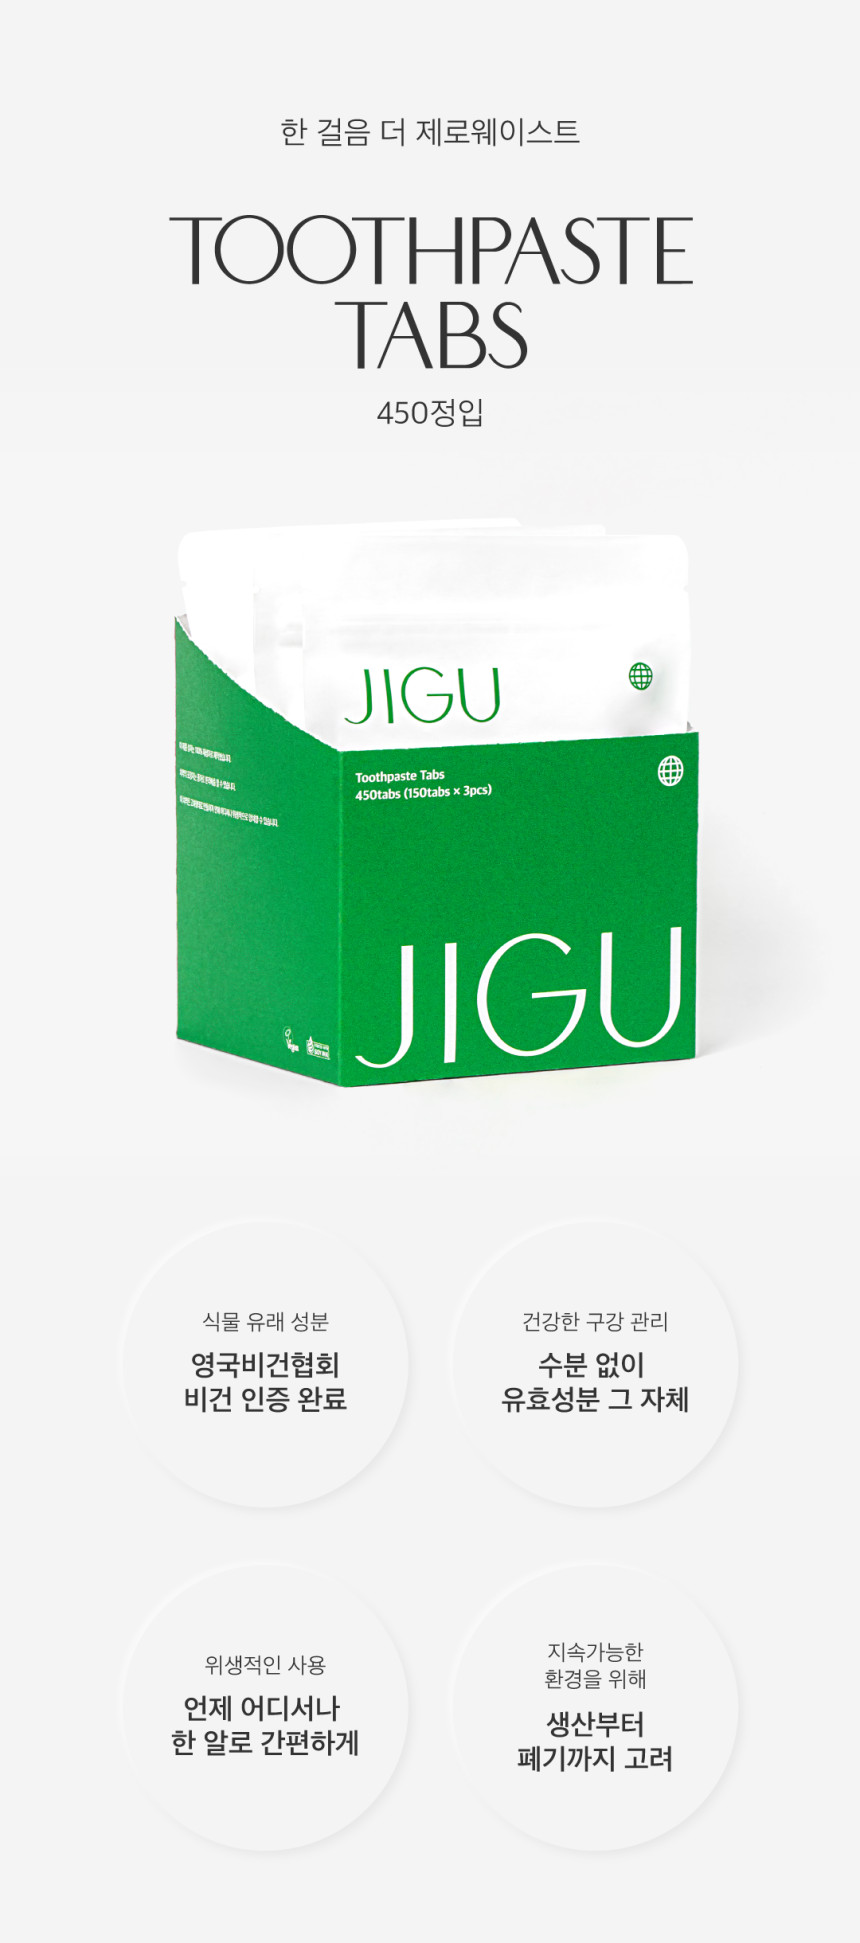 한 걸음 더 제로웨이스트
TOOTHPASTE
TABS
450정입
JIGU
Toothpaste Tabs
450tabs (150tabs × 3pcs)
JIGU
Vegan
식물 유래 성분
영국비건협회
비건 인증 완료
건강한 구강 관리
수분 없이
유효성분 그 자체
위생적인 사용
언제 어디서나
한 알로 간편하게
지속가능한
환경을 위해
생산부터
폐기까지 고려